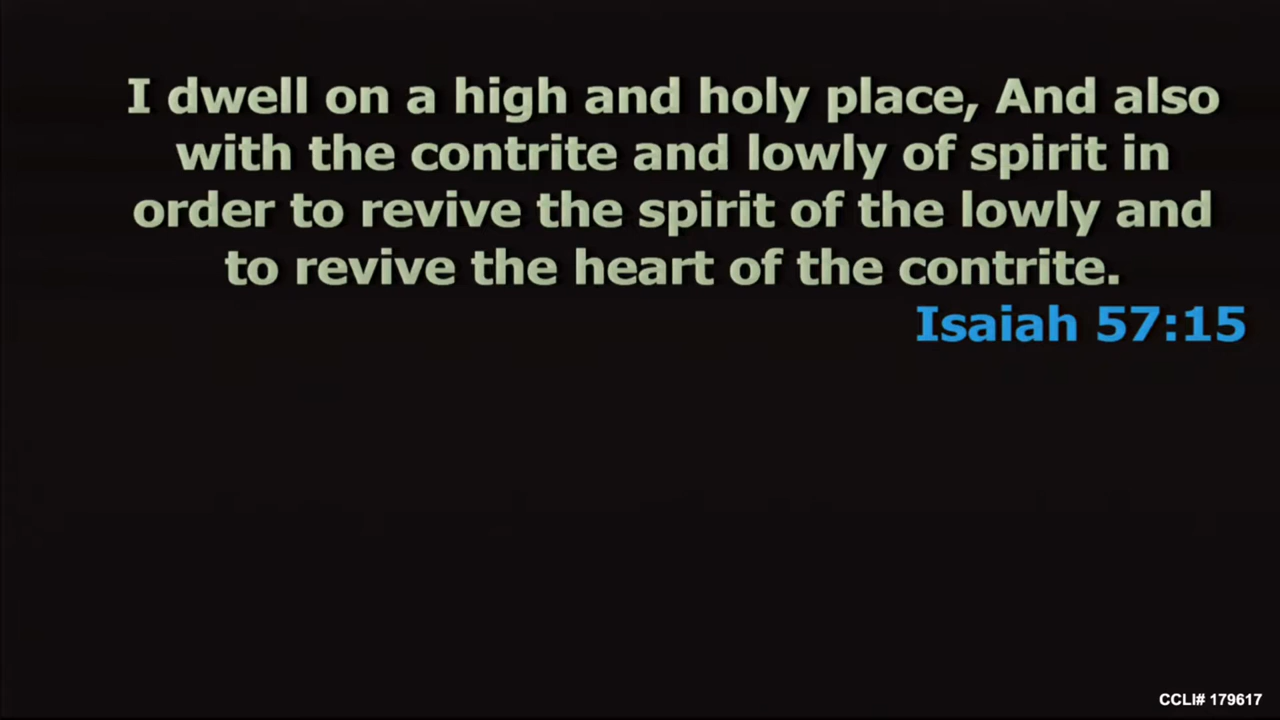 I dwell on a high and holy place, And also
with the contrite and lowly of spirit in
order to revive the spirit of the lowly and
to revive the heart of the contrite.
Isaiah 57:15
CCLI# 179617